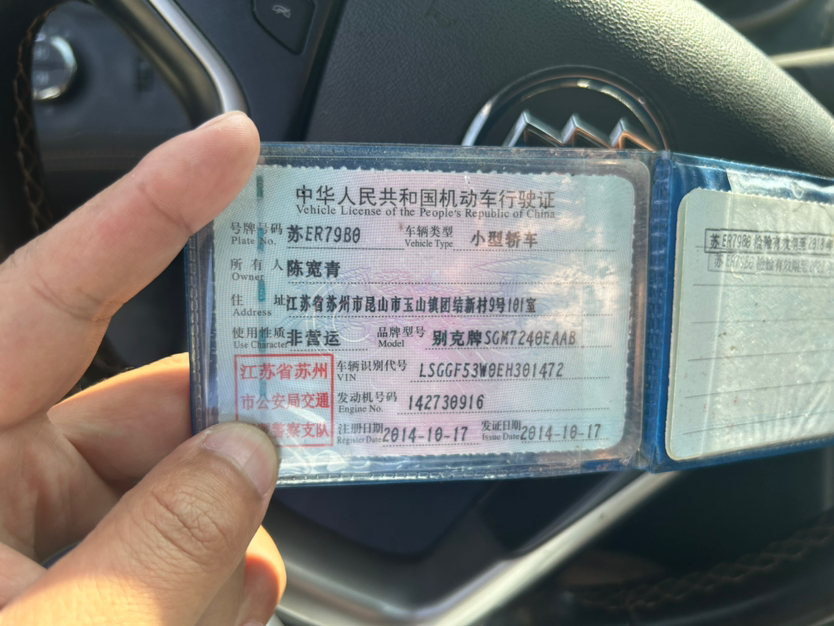 中华人民共和国机动车行驶证
Vehicle License of the People's Republic of China
号牌号码 苏ER79B0 车辆类型 小型轿车
Plate No. Vehicle Type
所有人 陈宽青
Owner
住址 江苏省苏州市昆山市玉山镇团结新村9号101室
Address
使用性质 非营运 品牌型号 别克牌SGM7240EAAB
Use Character Model
江苏省苏州 车辆识别代号 LSGGF53W0EH301472
VIN
市公安局交通 发动机号码 142730916
Engine No.
警察支队 注册日期 2014-10-17 发证日期 2014-10-17
Register Date Issue Date